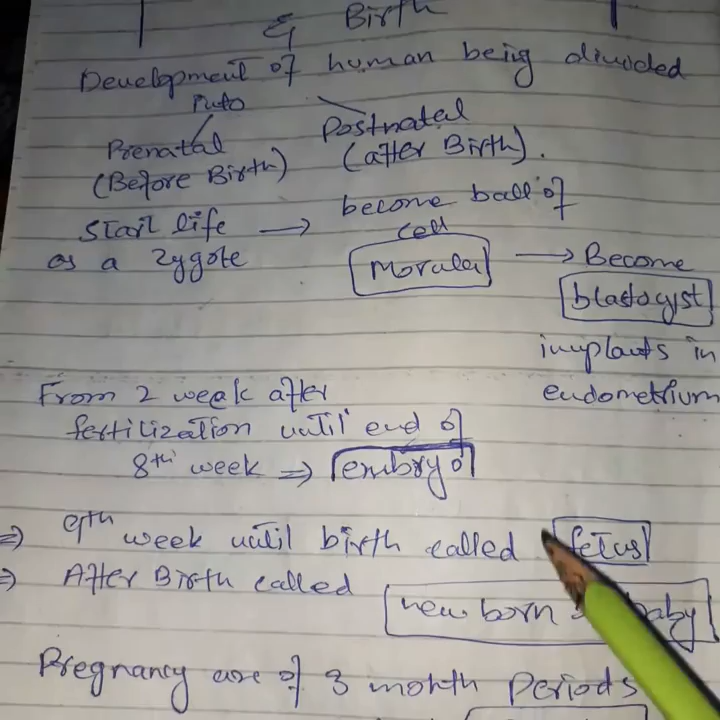 & Birth
Development of human being divided
into
Prenatal
(Before Birth)
Postnatal
(after Birth).
Start life
as a zygote
→ become ball of
cell
Morula
→ Become
blastocyst
implants in
endometrium
From 2 week after
fertilization until end of
8th week ⇒ embryo
⇒ 9th week until birth called fetus
⇒ After Birth called
new born baby
Pregnancy are of 3 month Periods